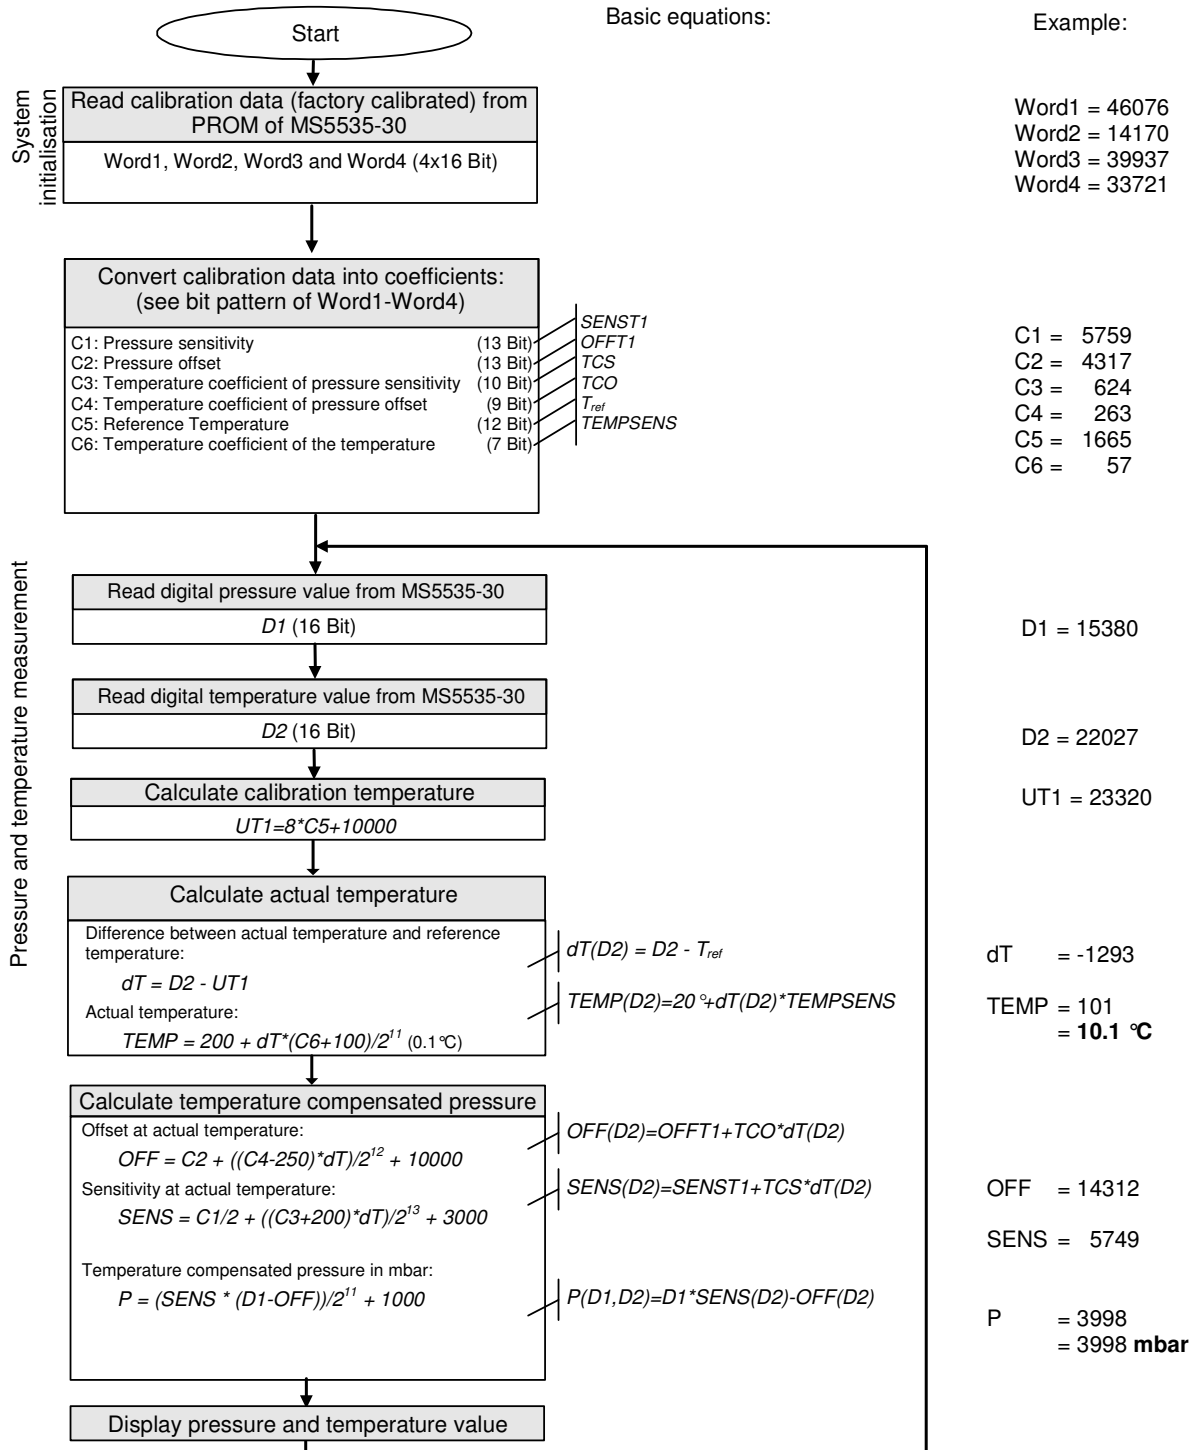 Start
Basic equations:
Example:
System
initialisation
Read calibration data (factory calibrated) from
PROM of MS5535-30
Word1, Word2, Word3 and Word4 (4x16 Bit)
Word1 = 46076
Word2 = 14170
Word3 = 39937
Word4 = 33721
Convert calibration data into coefficients:
(see bit pattern of Word1-Word4)
C1: Pressure sensitivity (13 Bit) SENST1
C2: Pressure offset (13 Bit) OFFT1
C3: Temperature coefficient of pressure sensitivity (10 Bit) TCS
C4: Temperature coefficient of pressure offset (9 Bit) TCO
C5: Reference Temperature (12 Bit) Tref
C6: Temperature coefficient of the temperature (7 Bit) TEMPSENS
C1 = 5759
C2 = 4317
C3 = 624
C4 = 263
C5 = 1665
C6 = 57
Pressure and temperature measurement
Read digital pressure value from MS5535-30
D1 (16 Bit)
D1 = 15380
Read digital temperature value from MS5535-30
D2 (16 Bit)
D2 = 22027
Calculate calibration temperature
UT1=8*C5+10000
UT1 = 23320
Calculate actual temperature
Difference between actual temperature and reference
temperature:
dT = D2 - UT1
dT(D2) = D2 - Tref
dT = -1293
Actual temperature:
TEMP = 200 + dT*(C6+100)/2¹¹ (0.1°C)
TEMP(D2)=20°+dT(D2)*TEMPSENS
TEMP = 101
= 10.1 °C
Calculate temperature compensated pressure
Offset at actual temperature:
OFF = C2 + ((C4-250)*dT)/2¹² + 10000
OFF(D2)=OFFT1+TCO*dT(D2)
OFF = 14312
Sensitivity at actual temperature:
SENS = C1/2 + ((C3+200)*dT)/2¹³ + 3000
SENS(D2)=SENST1+TCS*dT(D2)
SENS = 5749
Temperature compensated pressure in mbar:
P = (SENS * (D1-OFF))/2¹¹ + 1000
P(D1,D2)=D1*SENS(D2)-OFF(D2)
P = 3998
= 3998 mbar
Display pressure and temperature value